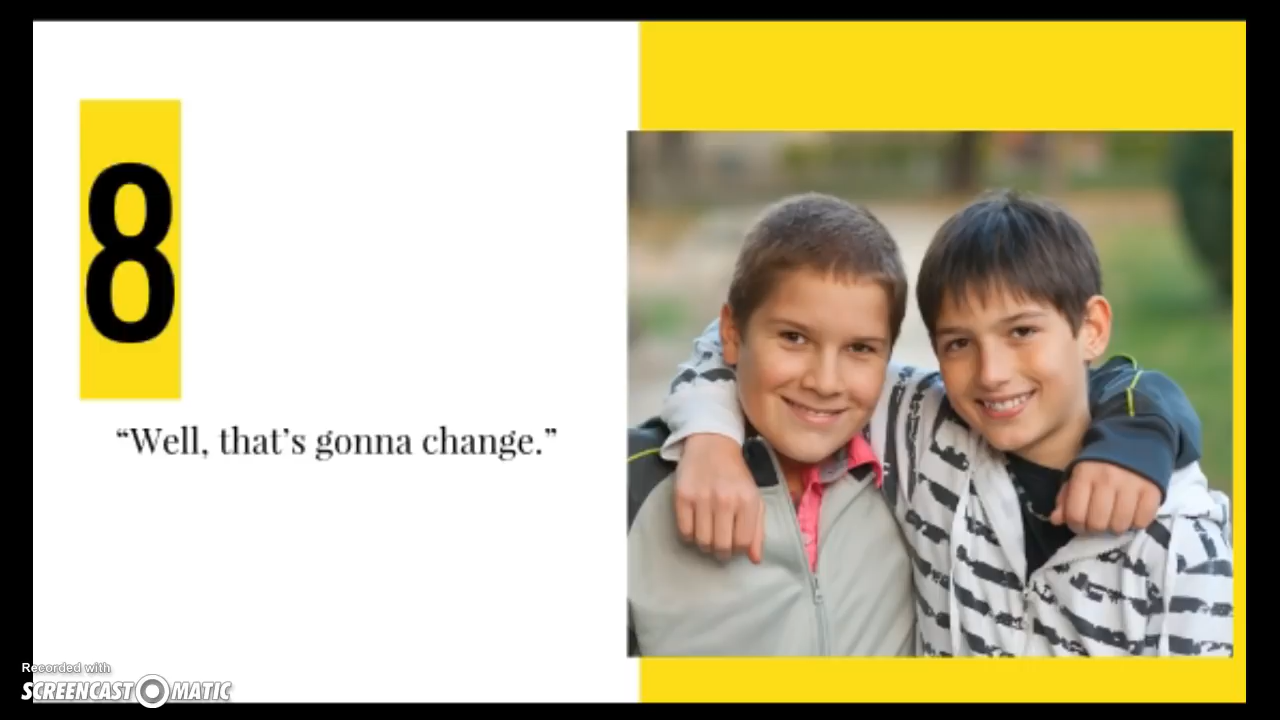 8
“Well, that’s gonna change.”
Recorded with
SCREENCAST MATIC